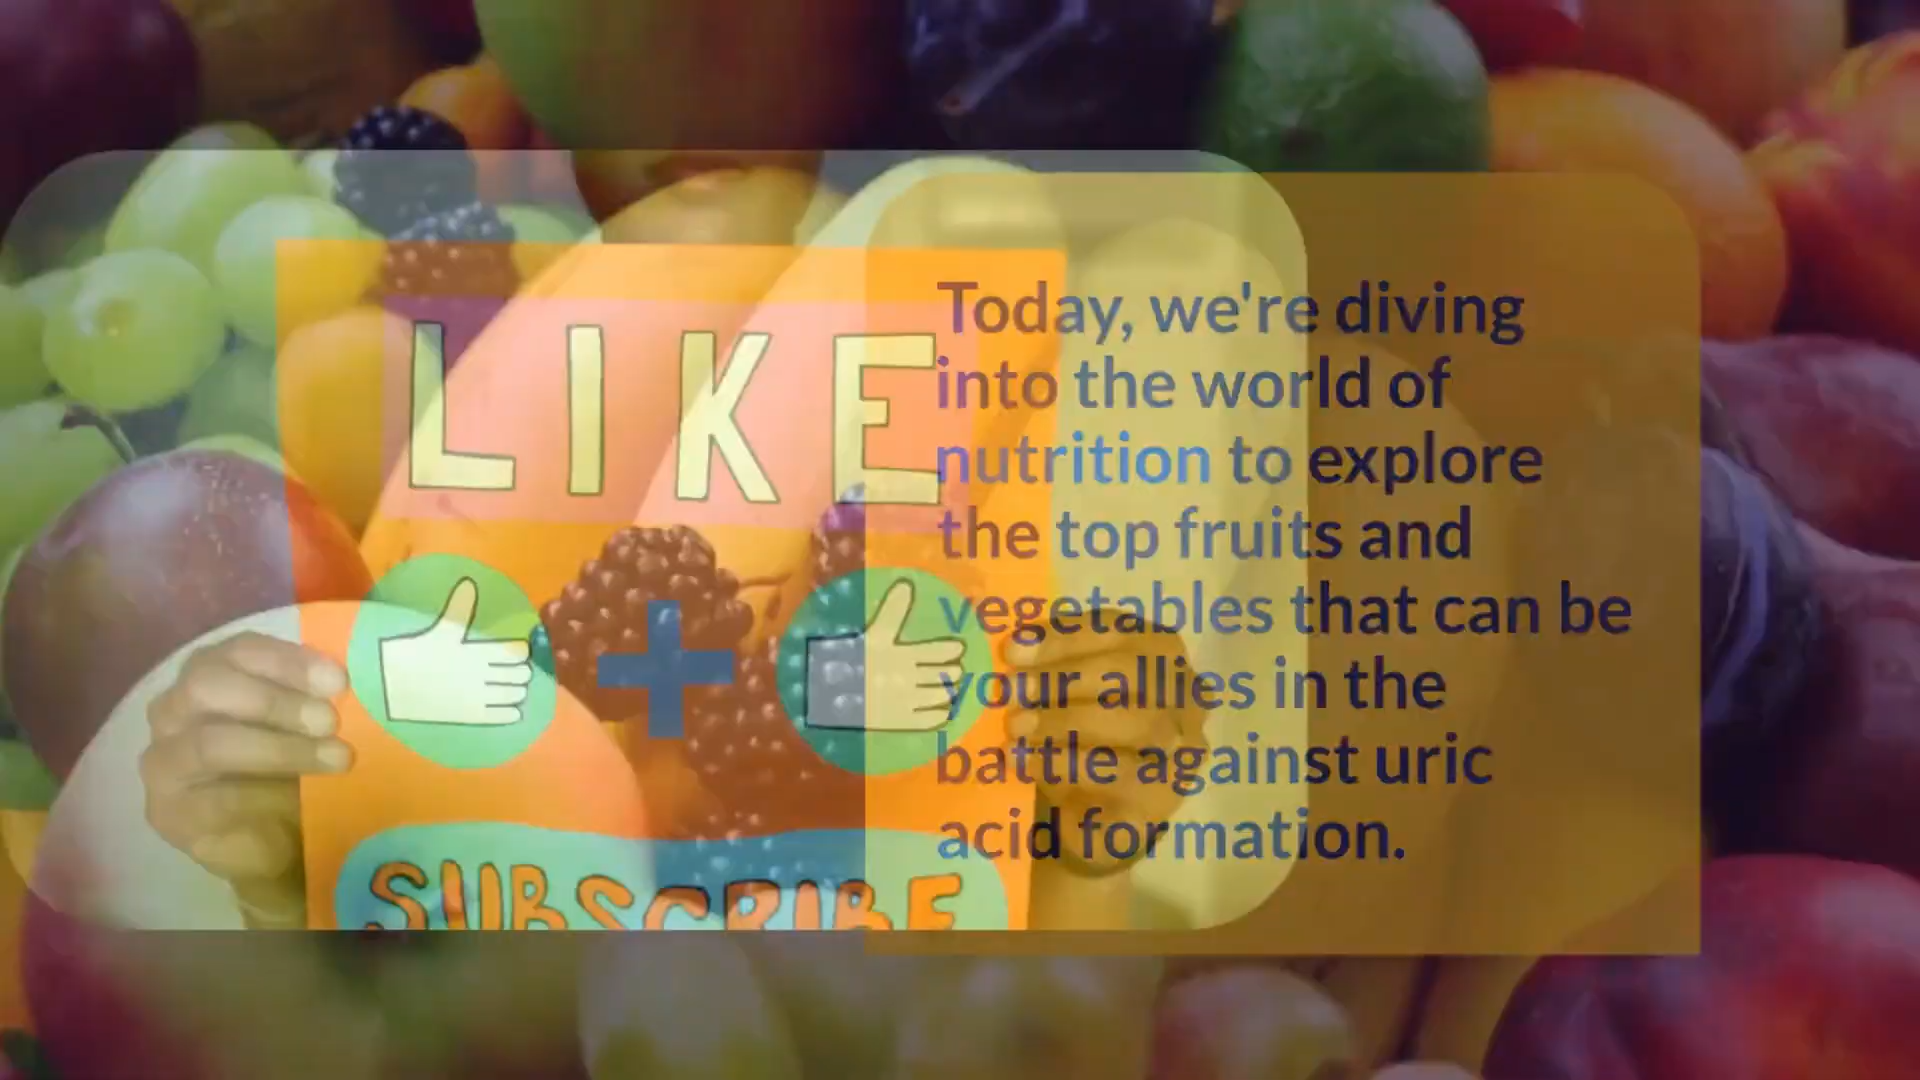 LIKE
+
SUBSCRIBE
Today, we're diving
into the world of
nutrition to explore
the top fruits and
vegetables that can be
your allies in the
battle against uric
acid formation.